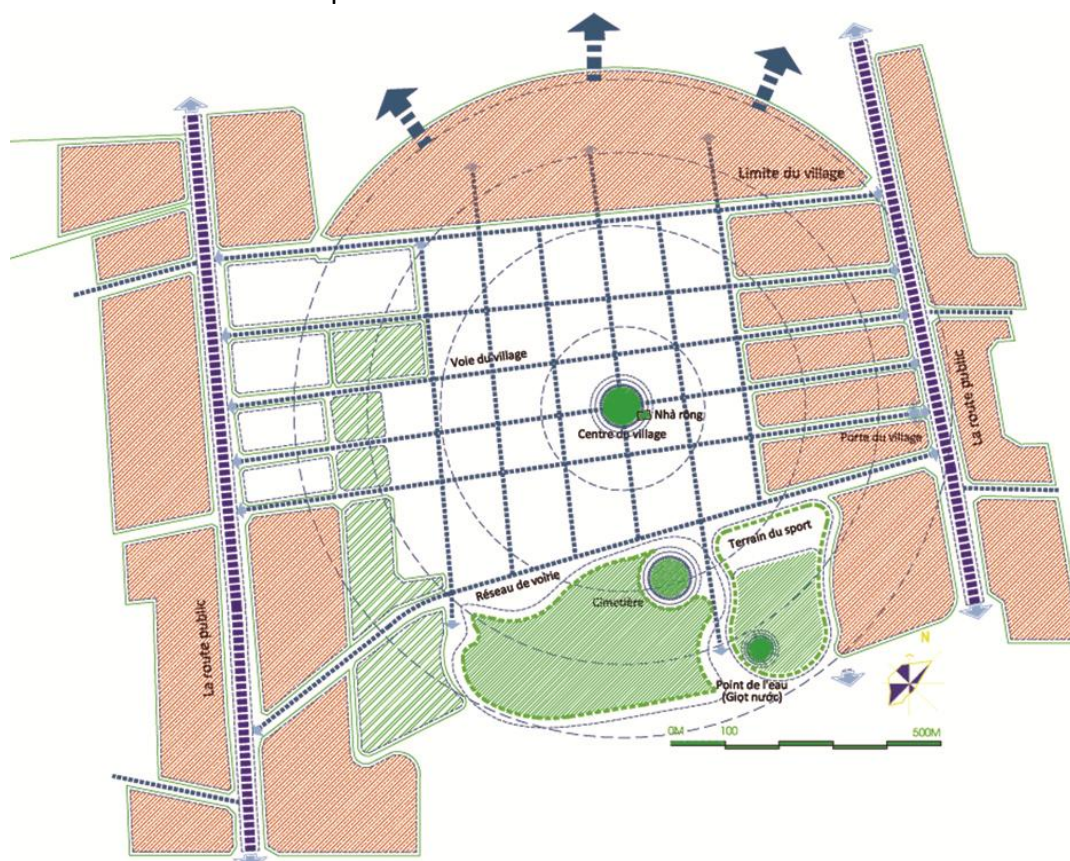 Limite du village
Voie du village
Nhà rông
Centre du village
Porte du village
La route public
La route public
Terrain du sport
Réseau de voirie
Cimetière
N
Point de l'eau
(Giọt nước)
0M 100 500M